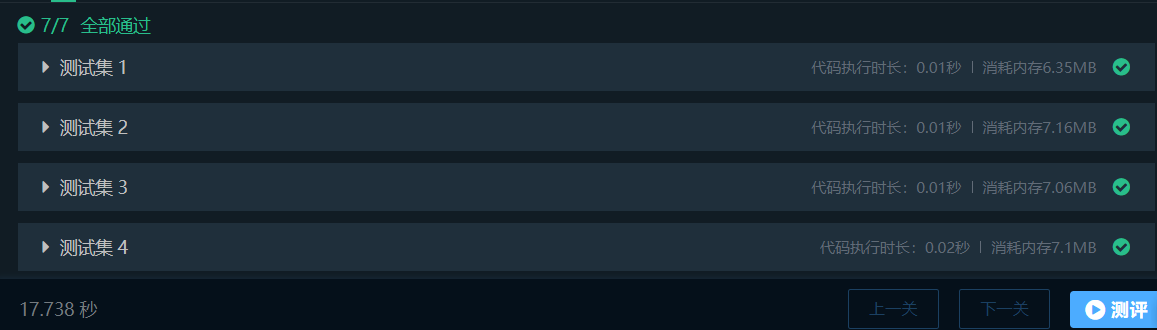 7/7 全部通过
测试集 1 代码执行时长：0.01秒 | 消耗内存6.35MB
测试集 2 代码执行时长：0.01秒 | 消耗内存7.16MB
测试集 3 代码执行时长：0.01秒 | 消耗内存7.06MB
测试集 4 代码执行时长：0.02秒 | 消耗内存7.1MB
17.738 秒 上一关 下一关 测评